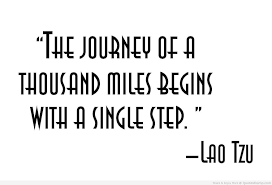 “The journey of a
thousand miles begins
with a single step. ”
–Lao Tzu